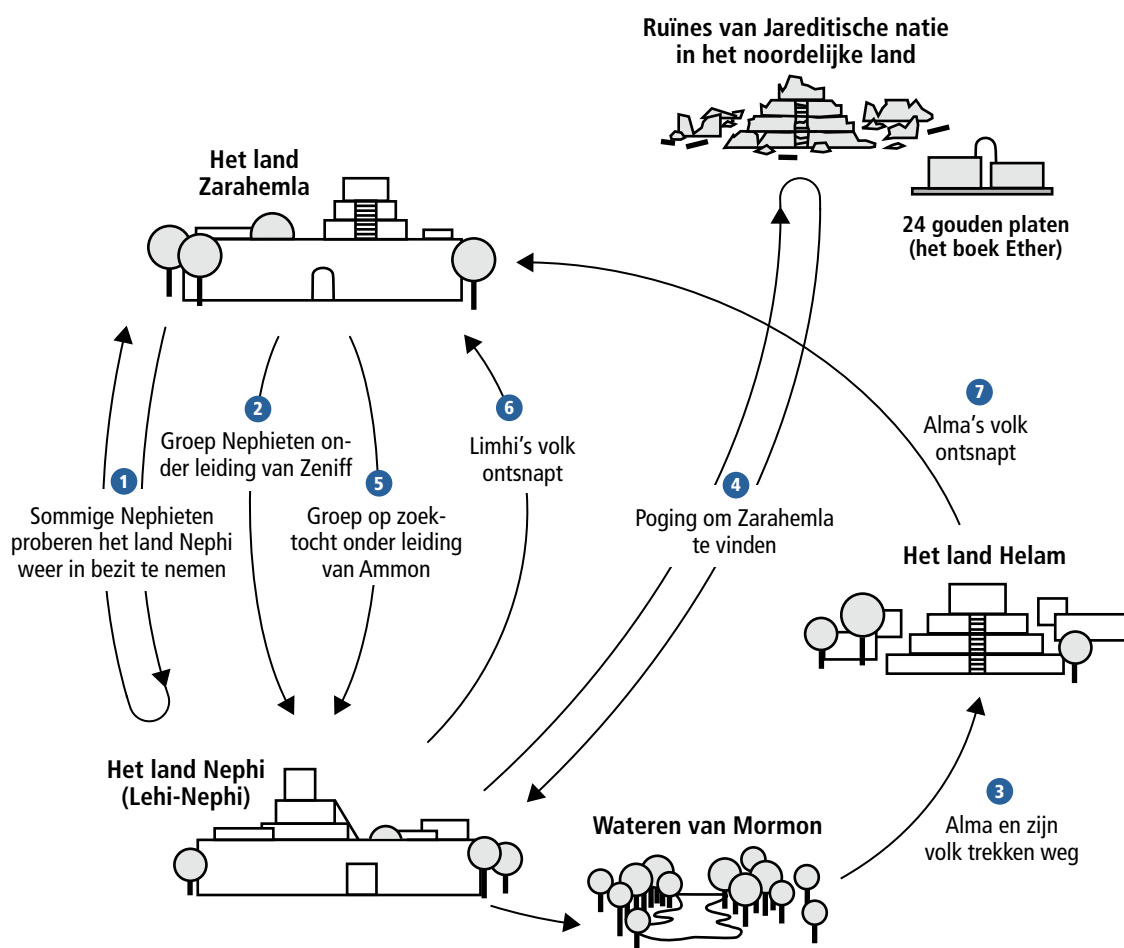 Ruïnes van Jareditische natie
in het noordelijke land
Het land
Zarahemla
24 gouden platen
(het boek Ether)
1
Sommige Nephieten
proberen het land Nephi
weer in bezit te nemen
2
Groep Nephieten on-
der leiding van Zeniff
5
Groep op zoek-
tocht onder leiding
van Ammon
6
Limhi's volk
ontsnapt
4
Poging om Zarahemla
te vinden
7
Alma's volk
ontsnapt
Het land Helam
Het land Nephi
(Lehi-Nephi)
Wateren van Mormon
3
Alma en zijn
volk trekken weg